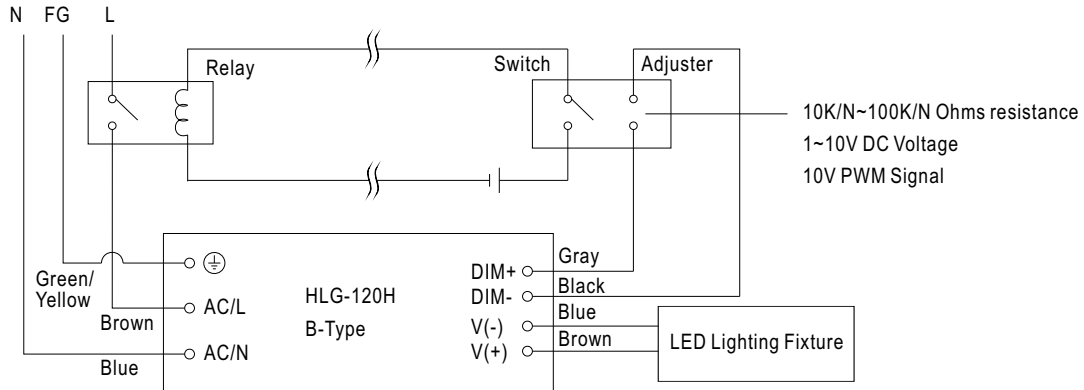 N FG L
Relay
Switch
Adjuster
10K/N~100K/N Ohms resistance
1~10V DC Voltage
10V PWM Signal
Green/
Yellow
Brown
Blue
AC/L
AC/N
HLG-120H
B-Type
DIM+
DIM-
V(-)
V(+)
Gray
Black
Blue
Brown
LED Lighting Fixture